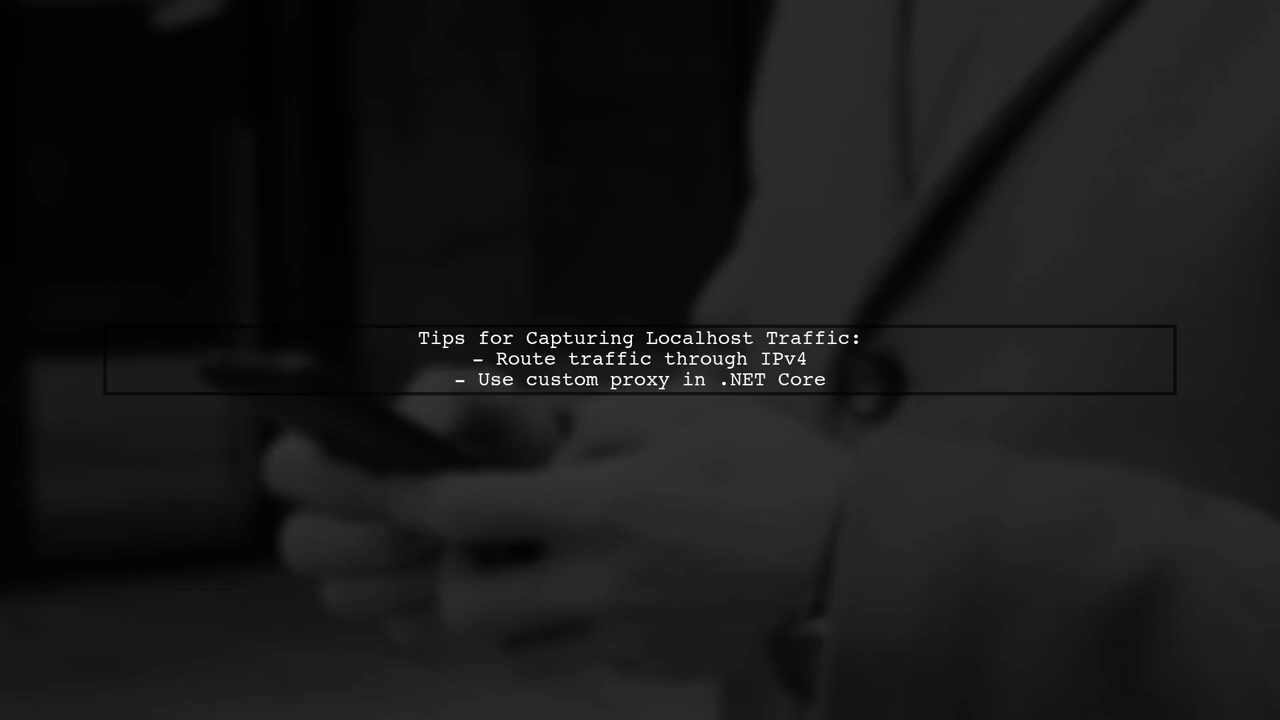 Tips for Capturing Localhost Traffic:
- Route traffic through IPv4
- Use custom proxy in .NET Core